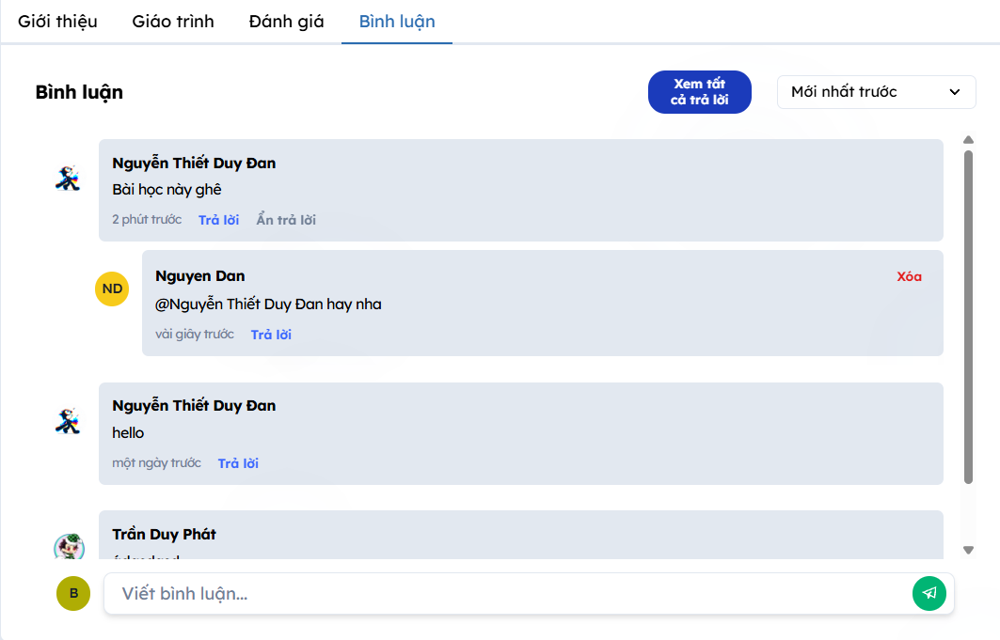 Giới thiệu Giáo trình Đánh giá Bình luận
Bình luận
Xem tất
cả trả lời
Mới nhất trước
Nguyễn Thiết Duy Đan
Bài học này ghê
2 phút trước Trả lời Ẩn trả lời
ND
Nguyen Dan
Xóa
@Nguyễn Thiết Duy Đan hay nha
vài giây trước Trả lời
Nguyễn Thiết Duy Đan
hello
một ngày trước Trả lời
Trần Duy Phát
B
Viết bình luận...